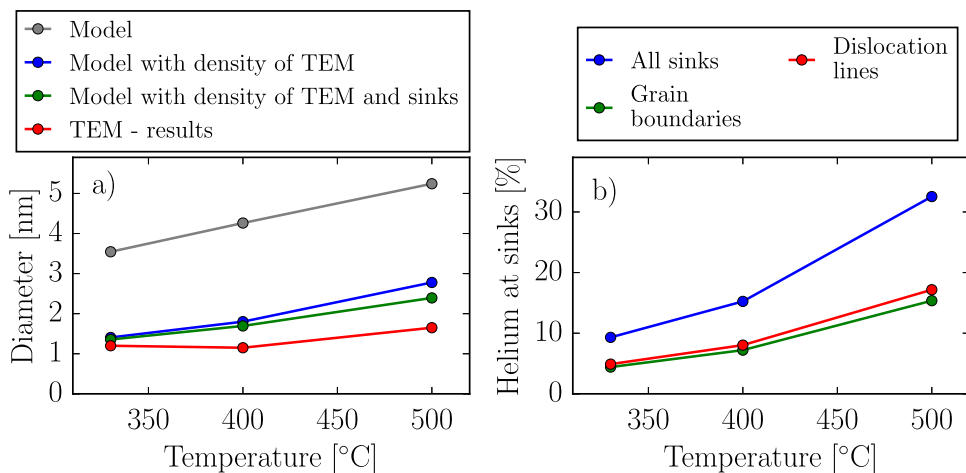 Model
Model with density of TEM
Model with density of TEM and sinks
TEM - results
a)
Diameter [nm]
5
4
3
2
1
0
350
400
450
500
Temperature [°C]
All sinks
Grain
boundaries
Dislocation
lines
b)
Helium at sinks [%]
30
20
10
0
350
400
450
500
Temperature [°C]